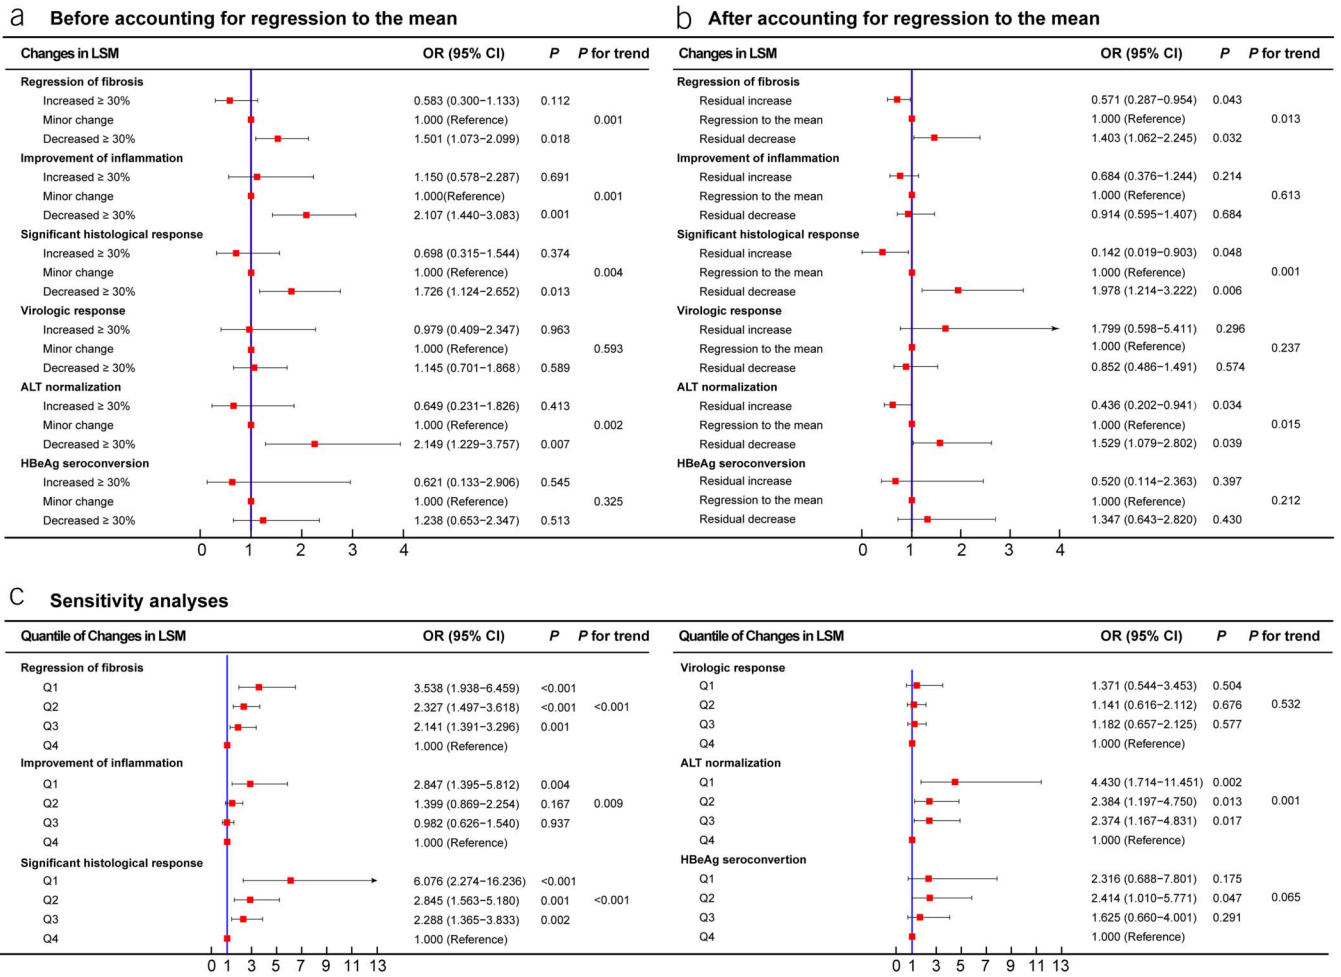 a Before accounting for regression to the mean
Changes in LSM OR (95% CI) P P for trend
Regression of fibrosis
Increased ≥ 30% 0.583 (0.300−1.133) 0.112
Minor change 1.000 (Reference) 0.001
Decreased ≥ 30% 1.501 (1.073−2.099) 0.018
Improvement of inflammation
Increased ≥ 30% 1.150 (0.578−2.287) 0.691
Minor change 1.000(Reference) 0.001
Decreased ≥ 30% 2.107 (1.440−3.083) 0.001
Significant histological response
Increased ≥ 30% 0.698 (0.315−1.544) 0.374
Minor change 1.000 (Reference) 0.004
Decreased ≥ 30% 1.726 (1.124−2.652) 0.013
Virologic response
Increased ≥ 30% 0.979 (0.409−2.347) 0.963
Minor change 1.000 (Reference) 0.593
Decreased ≥ 30% 1.145 (0.701−1.868) 0.589
ALT normalization
Increased ≥ 30% 0.649 (0.231−1.826) 0.413
Minor change 1.000 (Reference) 0.002
Decreased ≥ 30% 2.149 (1.229−3.757) 0.007
HBeAg seroconversion
Increased ≥ 30% 0.621 (0.133−2.906) 0.545
Minor change 1.000 (Reference) 0.325
Decreased ≥ 30% 1.238 (0.653−2.347) 0.513
0 1 2 3 4
b After accounting for regression to the mean
Changes in LSM OR (95% CI) P P for trend
Regression of fibrosis
Residual increase 0.571 (0.287−0.954) 0.043
Regression to the mean 1.000 (Reference) 0.013
Residual decrease 1.403 (1.062−2.245) 0.032
Improvement of inflammation
Residual increase 0.684 (0.376−1.244) 0.214
Regression to the mean 1.000 (Reference) 0.613
Residual decrease 0.914 (0.595−1.407) 0.684
Significant histological response
Residual increase 0.142 (0.019−0.903) 0.048
Regression to the mean 1.000 (Reference) 0.001
Residual decrease 1.978 (1.214−3.222) 0.006
Virologic response
Residual increase 1.799 (0.598−5.411) 0.296
Regression to the mean 1.000 (Reference) 0.237
Residual decrease 0.852 (0.486−1.491) 0.574
ALT normalization
Residual increase 0.436 (0.202−0.941) 0.034
Regression to the mean 1.000 (Reference) 0.015
Residual decrease 1.529 (1.079−2.802) 0.039
HBeAg seroconversion
Residual increase 0.520 (0.114−2.363) 0.397
Regression to the mean 1.000 (Reference) 0.212
Residual decrease 1.347 (0.643−2.820) 0.430
0 1 2 3 4
c Sensitivity analyses
Quantile of Changes in LSM OR (95% CI) P P for trend
Regression of fibrosis
Q1 3.538 (1.938−6.459) <0.001
Q2 2.327 (1.497−3.618) <0.001 <0.001
Q3 2.141 (1.391−3.296) 0.001
Q4 1.000 (Reference)
Improvement of inflammation
Q1 2.847 (1.395−5.812) 0.004
Q2 1.399 (0.869−2.254) 0.167 0.009
Q3 0.982 (0.626−1.540) 0.937
Q4 1.000 (Reference)
Significant histological response
Q1 6.076 (2.274−16.236) <0.001
Q2 2.845 (1.563−5.180) 0.001 <0.001
Q3 2.288 (1.365−3.833) 0.002
Q4 1.000 (Reference)
0 1 3 5 7 9 11 13
Quantile of Changes in LSM OR (95% CI) P P for trend
Virologic response
Q1 1.371 (0.544−3.453) 0.504
Q2 1.141 (0.616−2.112) 0.676 0.532
Q3 1.182 (0.657−2.125) 0.577
Q4 1.000 (Reference)
ALT normalization
Q1 4.430 (1.714−11.451) 0.002
Q2 2.384 (1.197−4.750) 0.013 0.001
Q3 2.374 (1.167−4.831) 0.017
Q4 1.000 (Reference)
HBeAg seroconvertion
Q1 2.316 (0.688−7.801) 0.175
Q2 2.414 (1.010−5.771) 0.047 0.065
Q3 1.625 (0.660−4.001) 0.291
Q4 1.000 (Reference)
0 1 3 5 7 9 11 13